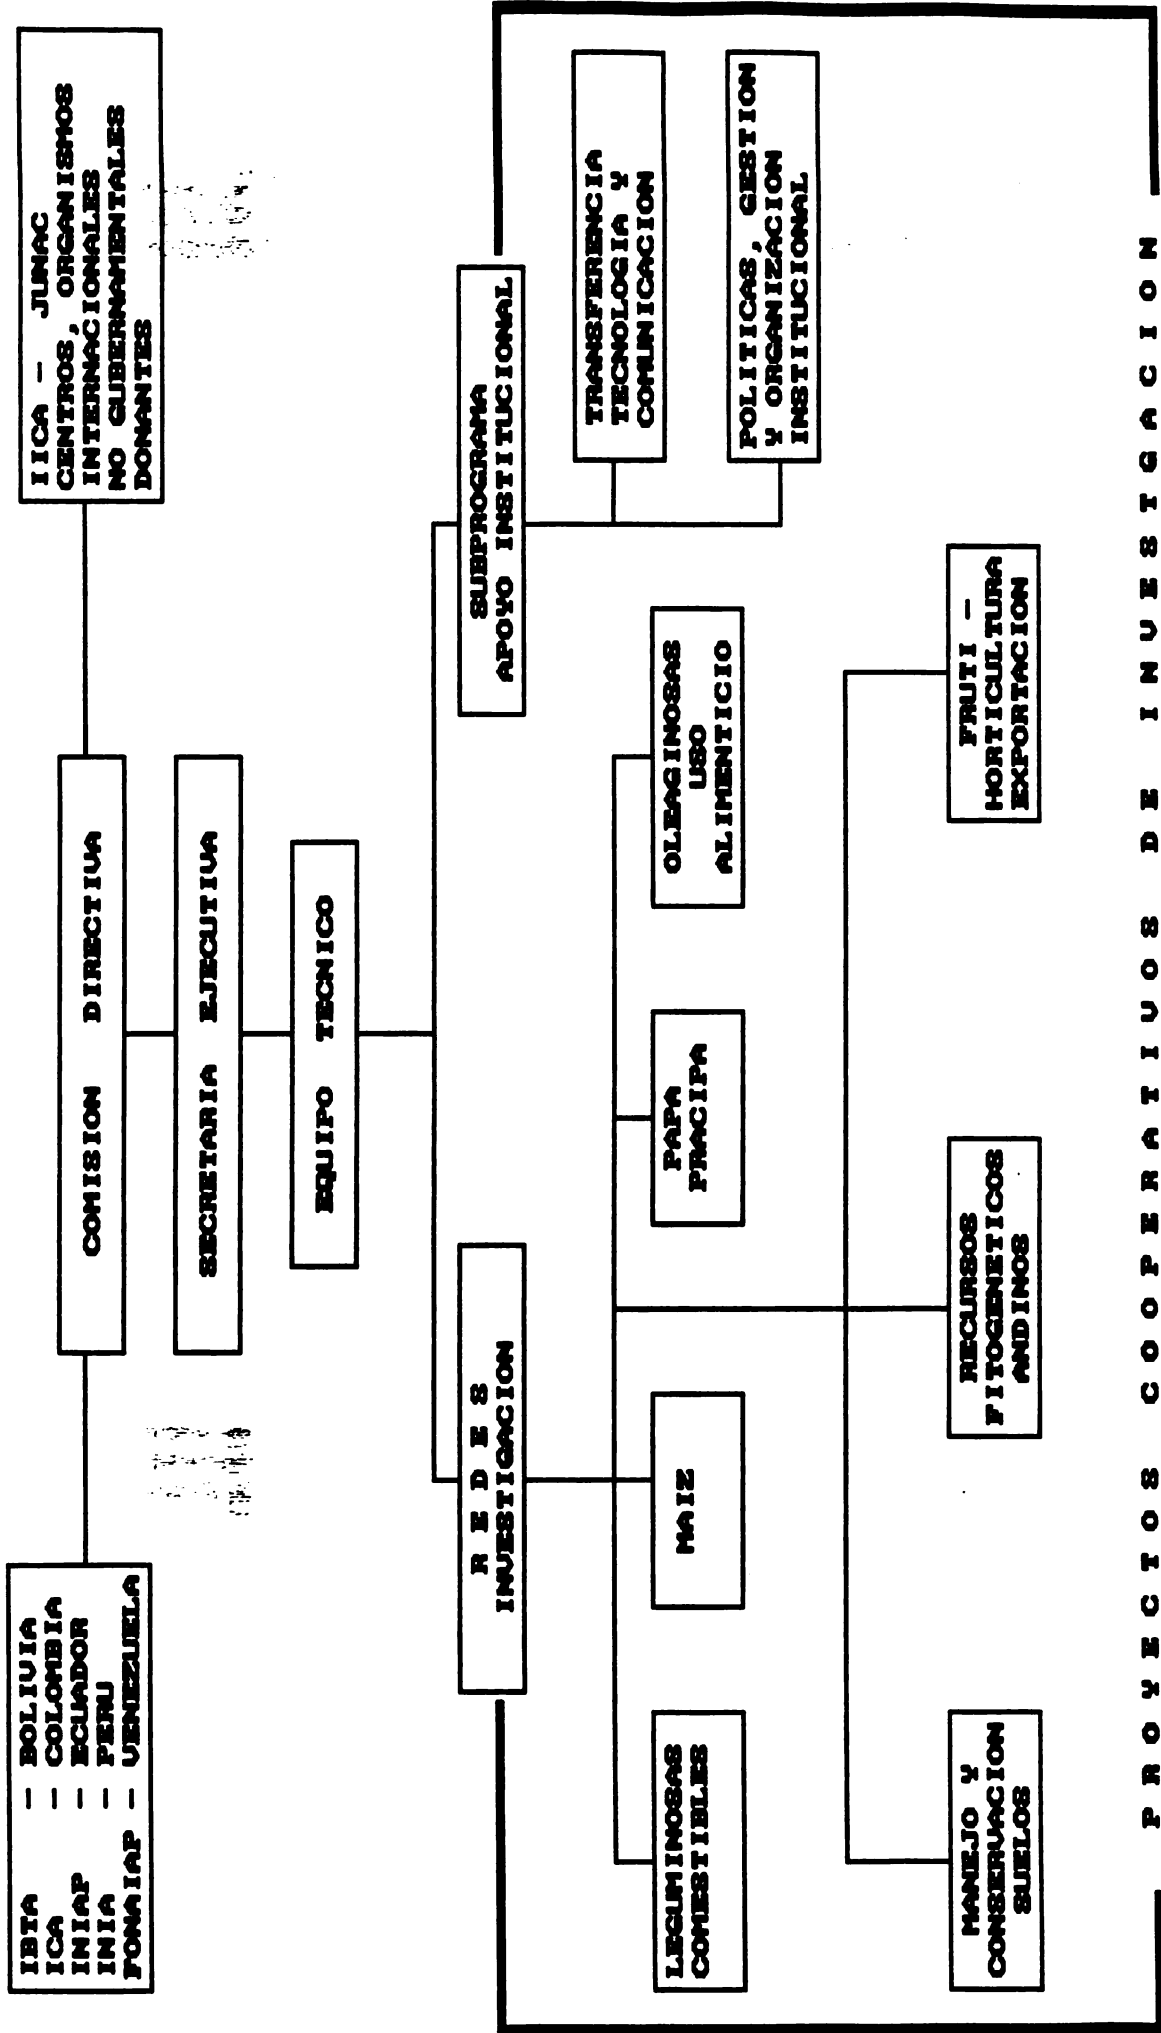 IBTA — BOLIVIA
ICA — COLOMBIA
INIAP — ECUADOR
INIA — PERU
FONAIAP — VENEZUELA
COMISION DIRECTIVA
IICA — JUNAC
CENTROS, ORGANISMOS
INTERNACIONALES
NO GUBERNAMENTALES
DONANTES
SECRETARIA EJECUTIVA
EQUIPO TECNICO
R E D E S
INVESTIGACION
SUBPROGRAMA
APOYO INSTITUCIONAL
TRANSFERENCIA
TECNOLOGIA Y
COMUNICACION
POLITICAS, GESTION
Y ORGANIZACION
INSTITUCIONAL
LEGUMINOSAS
COMESTIBLES
MAIZ
PAPA
PRACIPA
OLEAGINOSAS
USO
ALIMENTICIO
MANEJO Y
CONSERVACION
SUELOS
RECURSOS
FITOGENETICOS
ANDINOS
FRUTI —
HORTICULTURA
EXPORTACION
P R O Y E C T O S C O O P E R A T I V O S D E I N V E S T G A C I O N